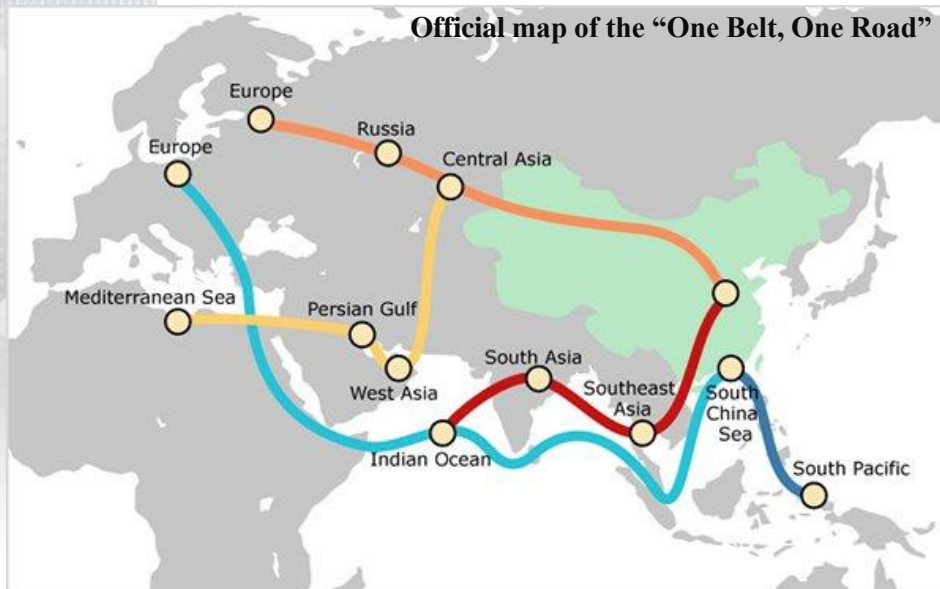 Official map of the “One Belt, One Road”
Europe
Europe
Russia
Central Asia
Mediterranean Sea
Persian Gulf
West Asia
South Asia
Southeast
Asia
South
China
Sea
Indian Ocean
South Pacific